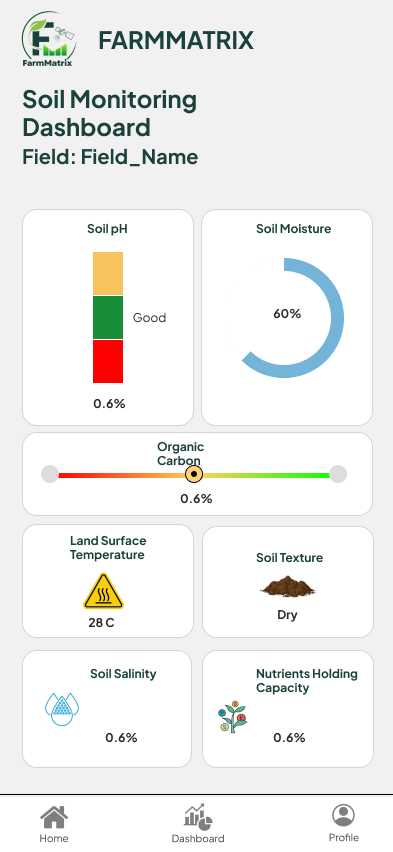 FarmMatrix
FARMMATRIX
Soil Monitoring
Dashboard
Field: Field_Name
Soil pH
Good
0.6%
Soil Moisture
60%
Organic
Carbon
0.6%
Land Surface
Temperature
28 C
Soil Texture
Dry
Soil Salinity
0.6%
Nutrients Holding
Capacity
0.6%
Home
Dashboard
Profile